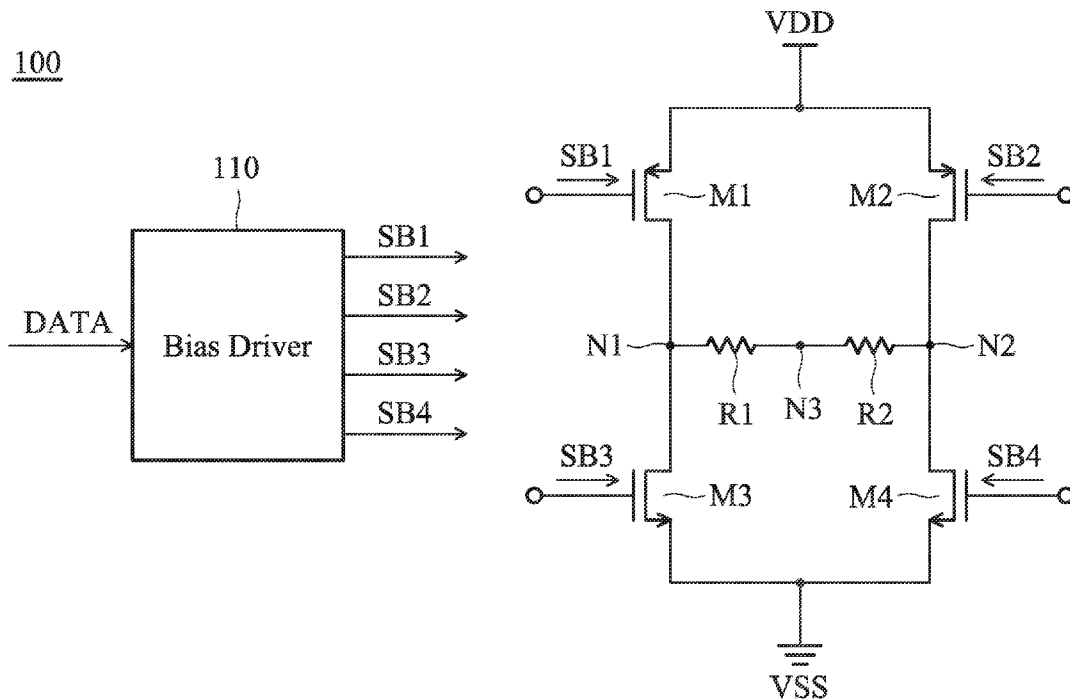 100
VDD
110
DATA
Bias Driver
SB1
SB2
SB3
SB4
SB1
SB2
M1
M2
N1
R1
N3
R2
N2
SB3
SB4
M3
M4
VSS